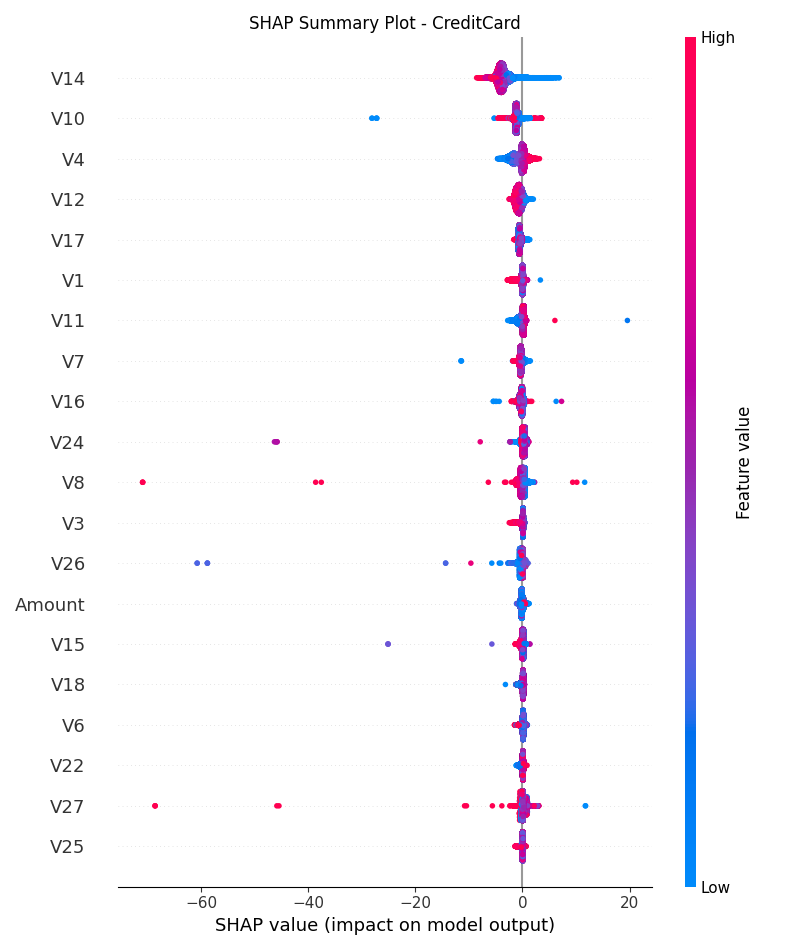 SHAP Summary Plot - CreditCard
High
V14
V10
V4
V12
V17
V1
V11
V7
V16
V24
V8
V3
V26
Amount
V15
V18
V6
V22
V27
V25
Feature value
Low
−60
−40
−20
0
20
SHAP value (impact on model output)